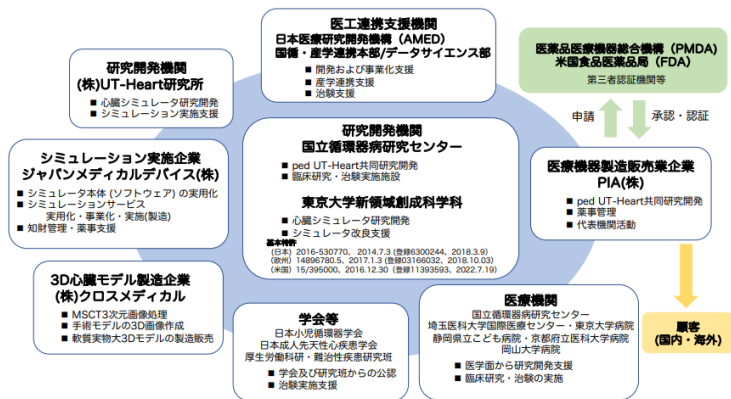 医工連携支援機関
日本医療研究開発機構（AMED）
国循・産学連携本部/データサイエンス部
■ 開発および事業化支援
■ 産学連携支援
■ 治験支援
医薬品医療機器総合機構（PMDA）
米国食品医薬品局（FDA）
第三者認証機関等
申請
承認・認証
研究開発機関
(株)UT-Heart研究所
■ 心臓シミュレータ研究開発
■ シミュレーション実施支援
研究開発機関
国立循環器病研究センター
■ ped UT-Heart共同研究開発
■ 臨床研究・治験実施施設
東京大学新領域創成科学科
■ 心臓シミュレータ研究開発
■ シミュレータ改良支援
基本特許
(日本) 2016-530770、2014.7.3 (登録6300244、2018.3.9)
(欧州) 14896780.5、2017.1.3 (登録03166032、2018.10.03)
(米国) 15/395000、2016.12.30 (登録11393593、2022.7.19)
シミュレーション実施企業
ジャパンメディカルデバイス(株)
■ シミュレータ本体 (ソフトウェア) の実用化
■ シミュレーションサービス
実用化・事業化・実施(製造)
■ 知財管理・薬事支援
医療機器製造販売業企業
PIA(株)
■ ped UT-Heart共同研究開発
■ 薬事管理
■ 代表機関活動
3D心臓モデル製造企業
(株)クロスメディカル
■ MSCT3次元画像処理
■ 手術モデルの3D画像作成
■ 軟質実物大3Dモデルの製造販売
学会等
日本小児循環器学会
日本成人先天性心疾患学会
厚生労働科研・難治性疾患研究班
■ 学会及び研究班からの公認
■ 治験実施支援
医療機関
国立循環器病研究センター
埼玉医科大学国際医療センター・東京大学病院
静岡県立こども病院・京都府立医科大学病院
岡山大学病院
■ 医学面から研究開発支援
■ 臨床研究・治験の実施
顧客
(国内・海外)